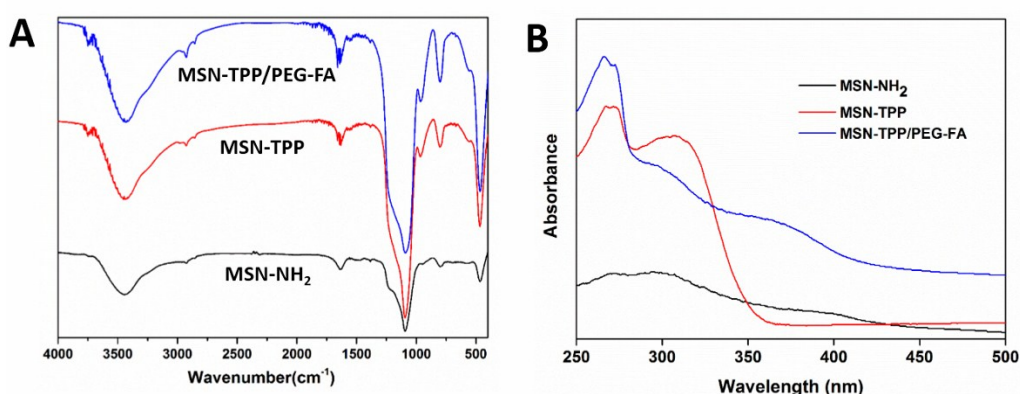 A
MSN-TPP/PEG-FA
MSN-TPP
MSN-NH₂
4000 3500 3000 2500 2000 1500 1000 500
Wavenumber(cm⁻¹)
B
MSN-NH₂
MSN-TPP
MSN-TPP/PEG-FA
Absorbance
250 300 350 400 450 500
Wavelength (nm)